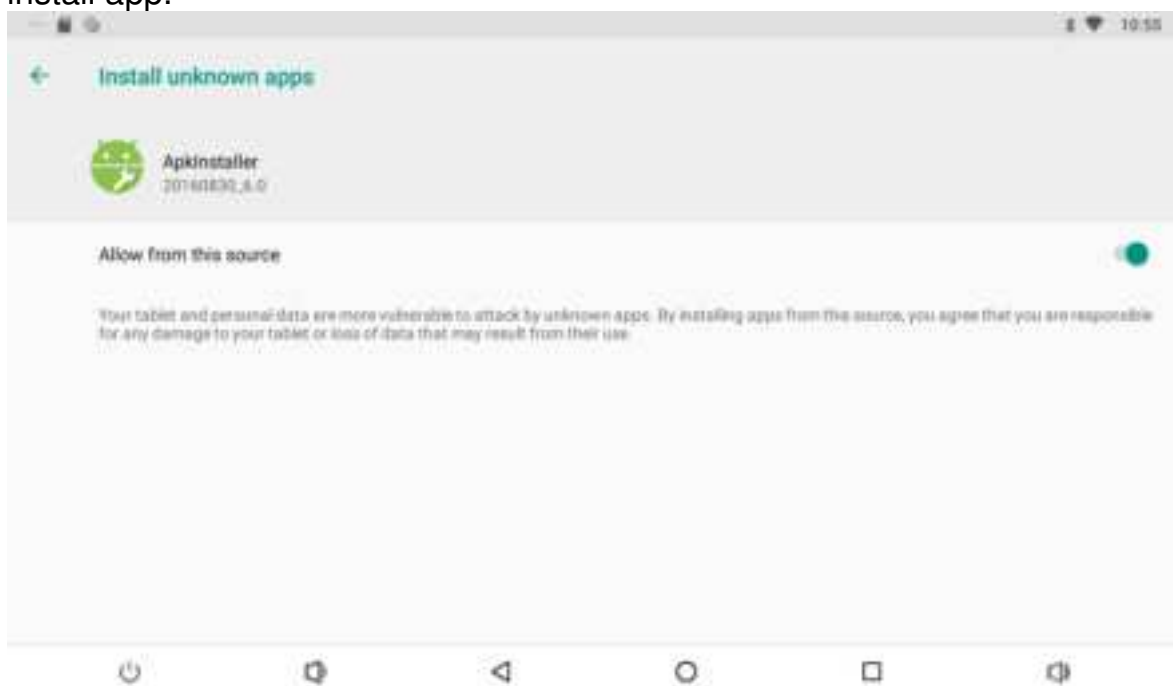 install app.
10:55
Install unknown apps
ApkInstaller
20160830_6.0
Allow from this source
Your tablet and personal data are more vulnerable to attack by unknown apps. By installing apps from this source, you agree that you are responsible
for any damage to your tablet or loss of data that may result from their use.